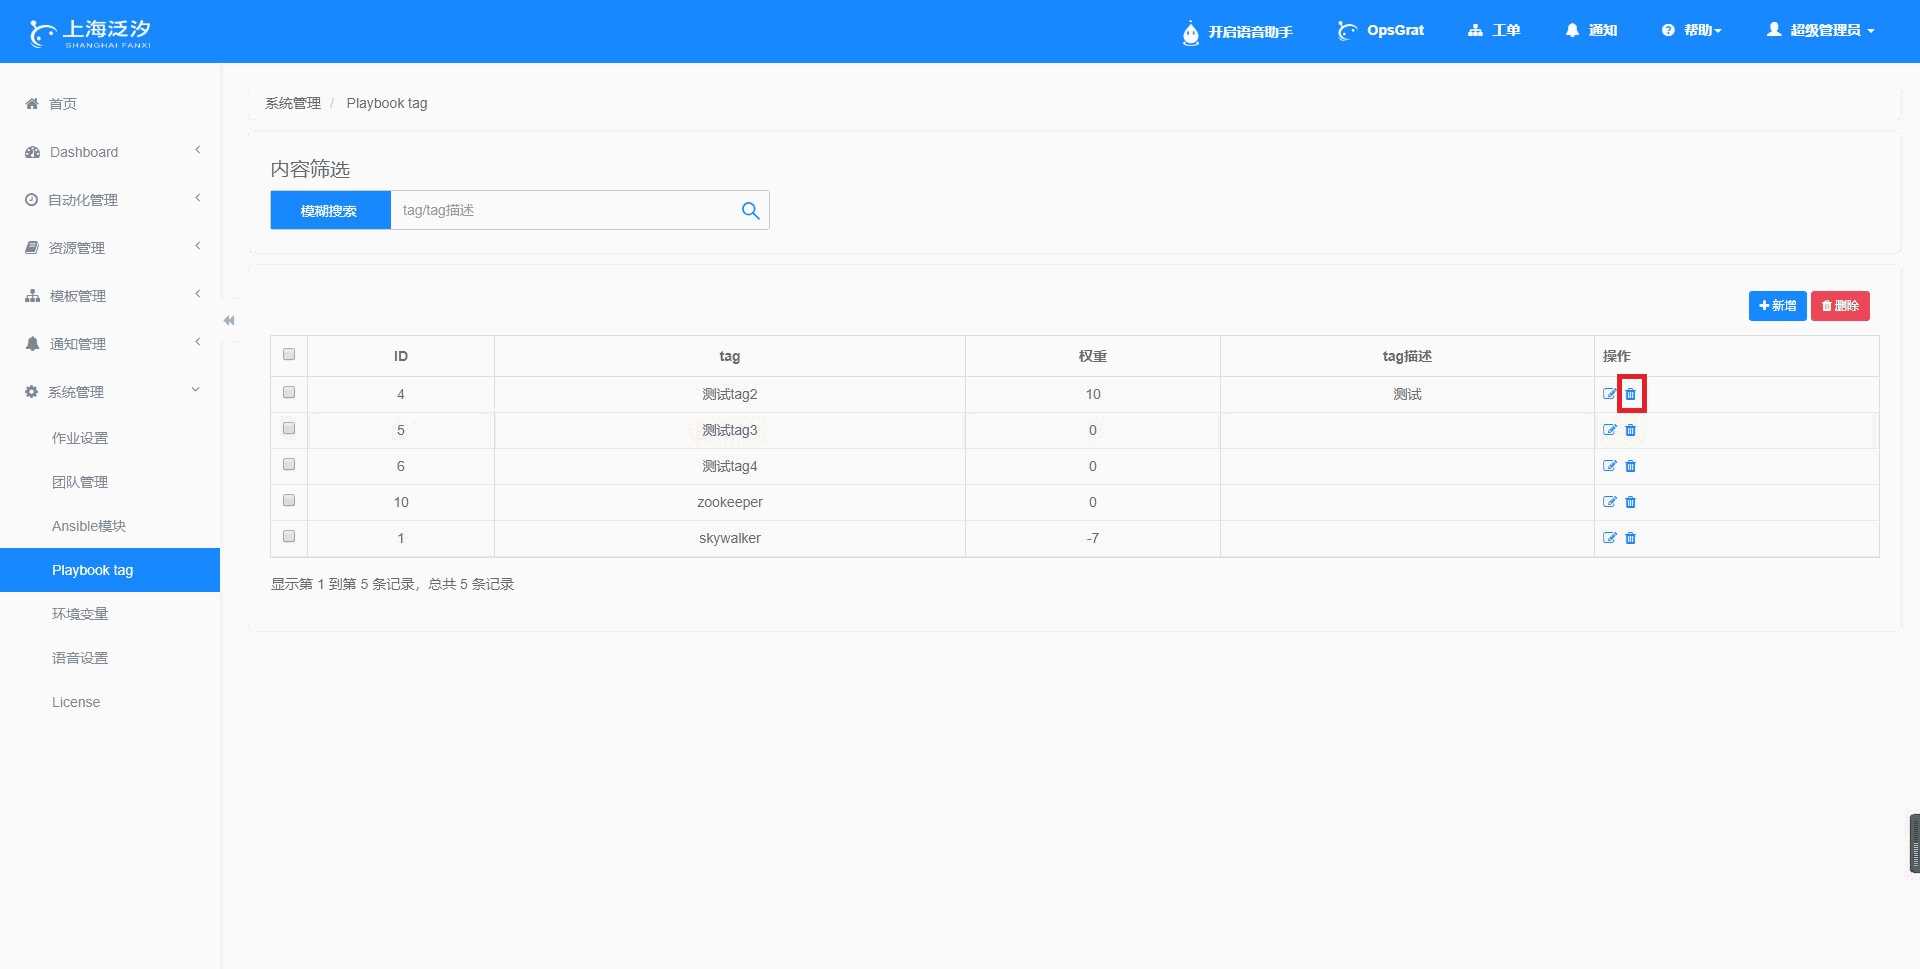 上海泛汐
SHANGHAI FANXI
开启语音助手
OpsGrat
工单
通知
帮助
超级管理员
首页
Dashboard
自动化管理
资源管理
模板管理
通知管理
系统管理
作业设置
团队管理
Ansible模块
Playbook tag
环境变量
语音设置
License
系统管理 / Playbook tag
内容筛选
模糊搜索 tag/tag描述
新增 删除
ID tag 权重 tag描述 操作
4 测试tag2 10 测试
5 测试tag3 0
6 测试tag4 0
10 zookeeper 0
1 skywalker -7
显示第 1 到第 5 条记录，总共 5 条记录